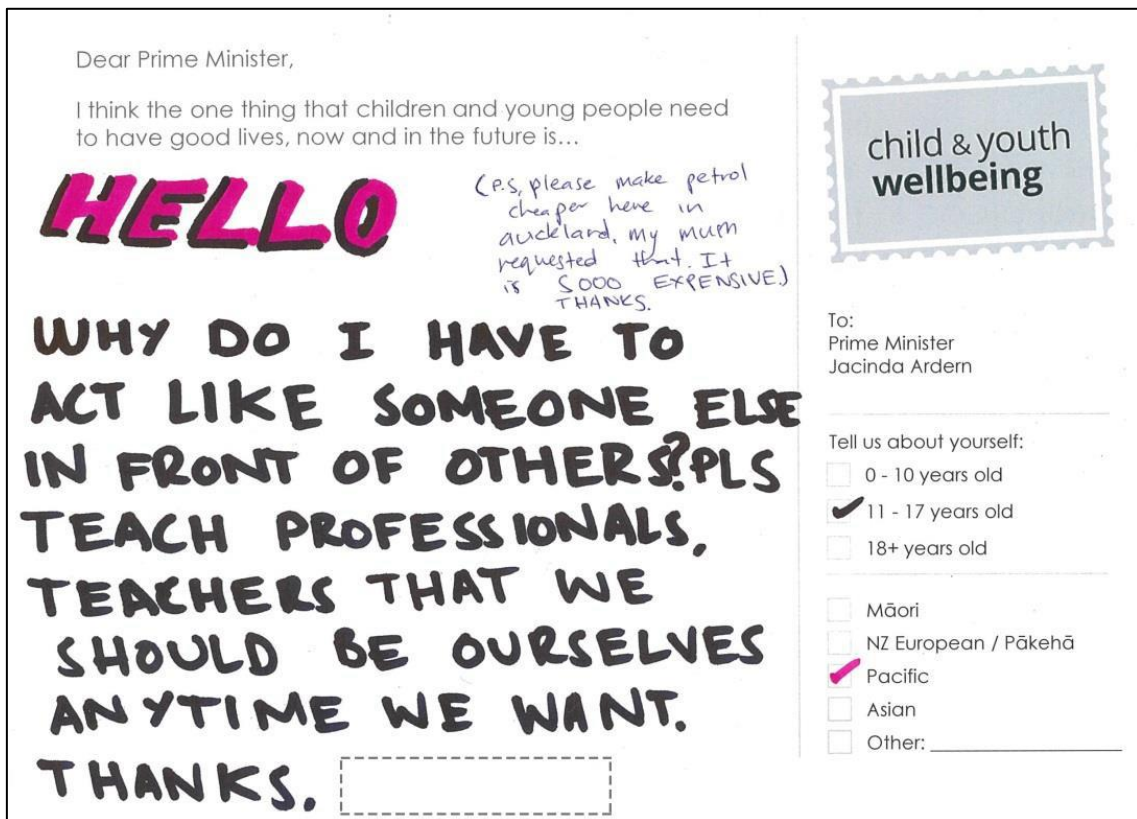 Dear Prime Minister,
I think the one thing that children and young people need
to have good lives, now and in the future is...
HELLO
(P.S, please make petrol
cheaper here in
auckland, my mum
requested that. It
is SOOO EXPENSIVE)
THANKS.
WHY DO I HAVE TO
ACT LIKE SOMEONE ELSE
IN FRONT OF OTHERS? PLS
TEACH PROFESSIONALS,
TEACHERS THAT WE
SHOULD BE OURSELVES
ANYTIME WE WANT.
THANKS.
child & youth
wellbeing
To:
Prime Minister
Jacinda Ardern
Tell us about yourself:
0 - 10 years old
11 - 17 years old
18+ years old
Māori
NZ European / Pākehā
Pacific
Asian
Other: